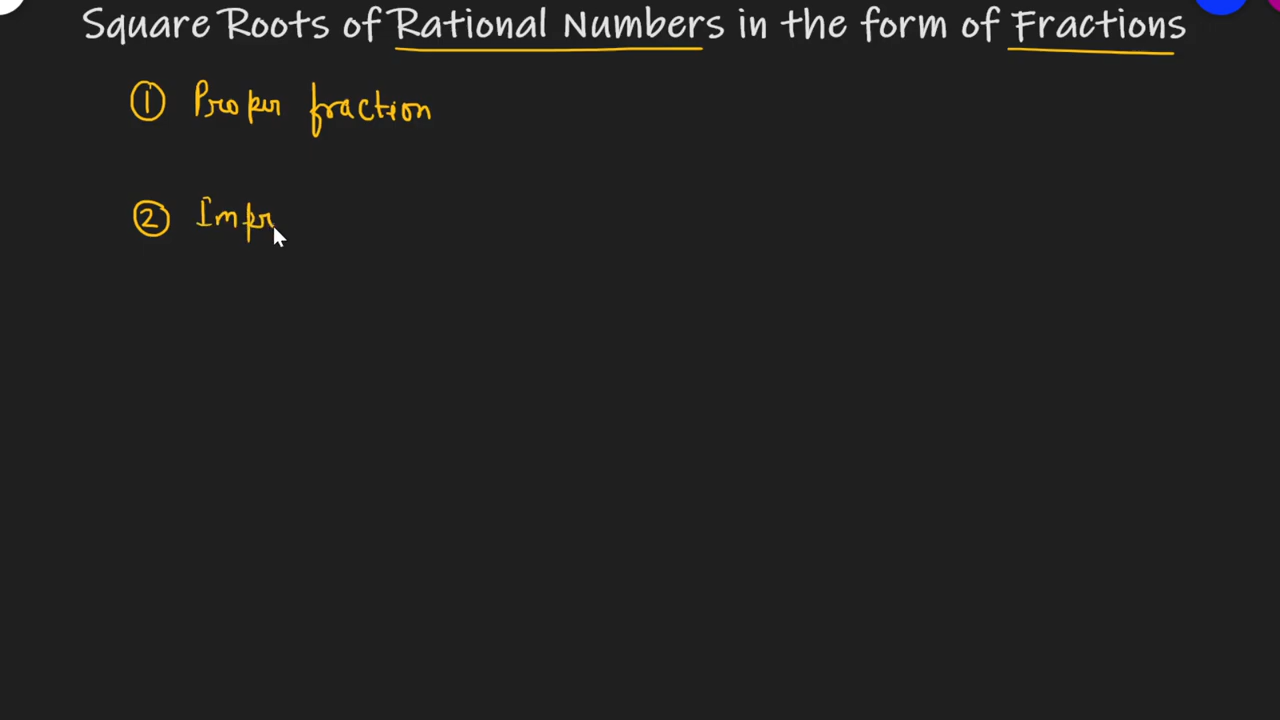 Square Roots of Rational Numbers in the form of Fractions
① Proper fraction
② Impr